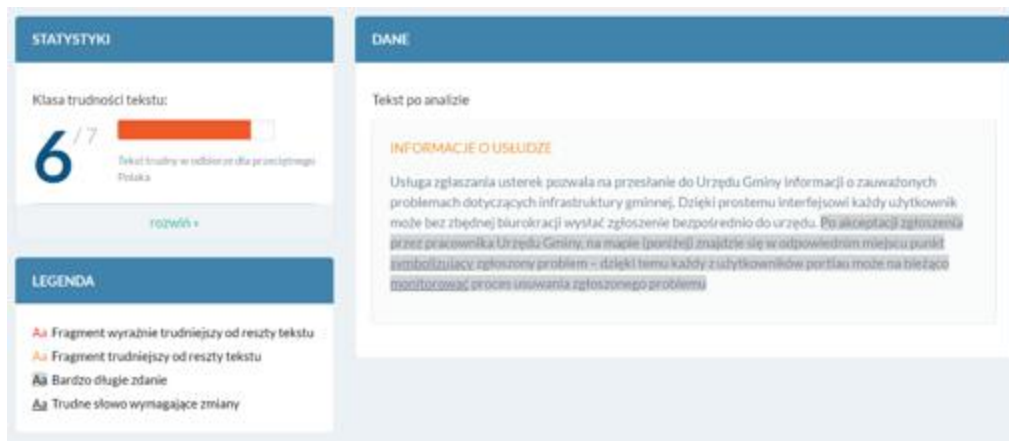 STATYSTYKI
Klasa trudności tekstu:
6 / 7
Tekst trudny w odbiorze dla przeciętnego
Polaka
rozwiń »
LEGENDA
Aa Fragment wyraźnie trudniejszy od reszty tekstu
Aa Fragment trudniejszy od reszty tekstu
Aa Bardzo długie zdanie
Aa Trudne słowo wymagające zmiany
DANE
Tekst po analizie
INFORMACJE O USŁUDZE
Usługa zgłaszania usterek pozwala na przesłanie do Urzędu Gminy informacji o zauważonych
problemach dotyczących infrastruktury gminnej. Dzięki prostemu interfejsowi każdy użytkownik
może bez zbędnej biurokracji wysłać zgłoszenie bezpośrednio do urzędu. Po akceptacji zgłoszenia
przez pracownika Urzędu Gminy, na mapie (poniżej) znajdzie się w odpowiednim miejscu punkt
symbolizujący zgłoszony problem – dzięki temu każdy z użytkowników portlau może na bieżąco
monitorować proces usuwania zgłoszonego problemu